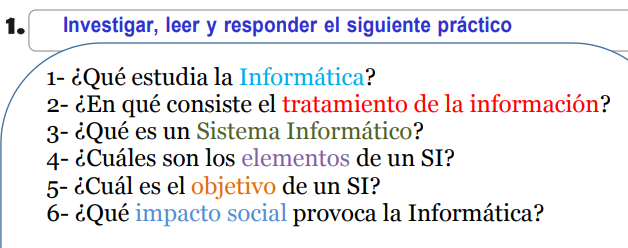 1. Investigar, leer y responder el siguiente práctico
1- ¿Qué estudia la Informática?
2- ¿En qué consiste el tratamiento de la información?
3- ¿Qué es un Sistema Informático?
4- ¿Cuáles son los elementos de un SI?
5- ¿Cuál es el objetivo de un SI?
6- ¿Qué impacto social provoca la Informática?